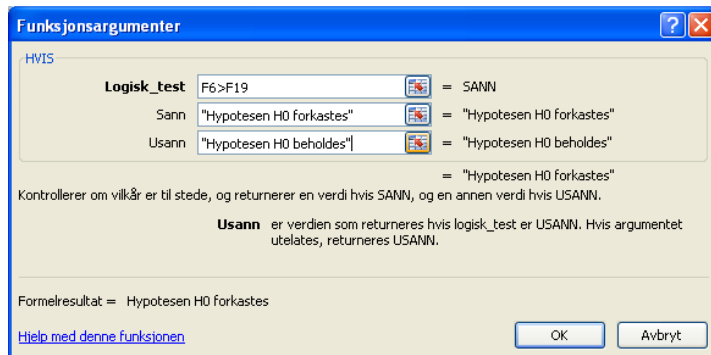 Funksjonsargumenter
HVIS
Logisk_test F6>F19 = SANN
Sann "Hypotesen H0 forkastes" = "Hypotesen H0 forkastes"
Usann "Hypotesen H0 beholdes" = "Hypotesen H0 beholdes"
= "Hypotesen H0 forkastes"
Kontrollerer om vilkår er til stede, og returnerer en verdi hvis SANN, og en annen verdi hvis USANN.
Usann er verdien som returneres hvis logisk_test er USANN. Hvis argumentet
utelates, returneres USANN.
Formelresultat = Hypotesen H0 forkastes
Hjelp med denne funksjonen OK Avbryt